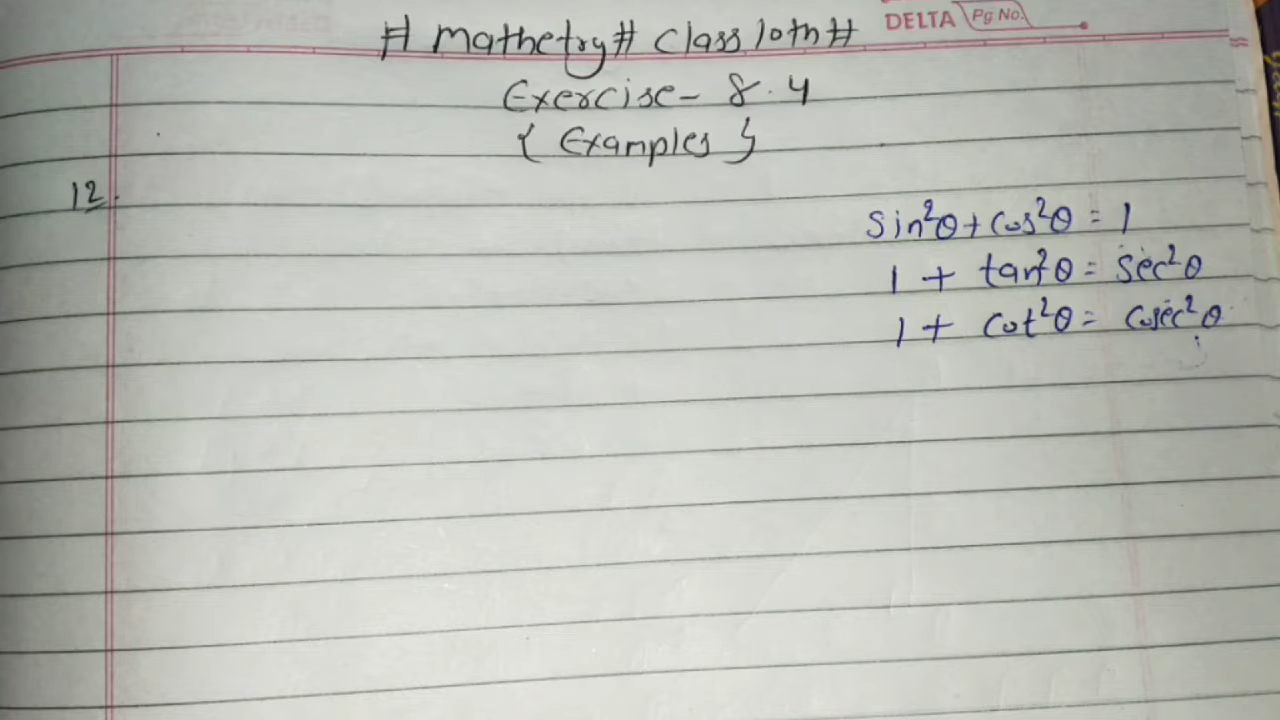 # mathetry # class 10th #
DELTA Pg No.
Exercise - 8.4
{ Examples }
12.
sin²θ + cos²θ = 1
1 + tan²θ = sec²θ
1 + cot²θ = cosec²θ